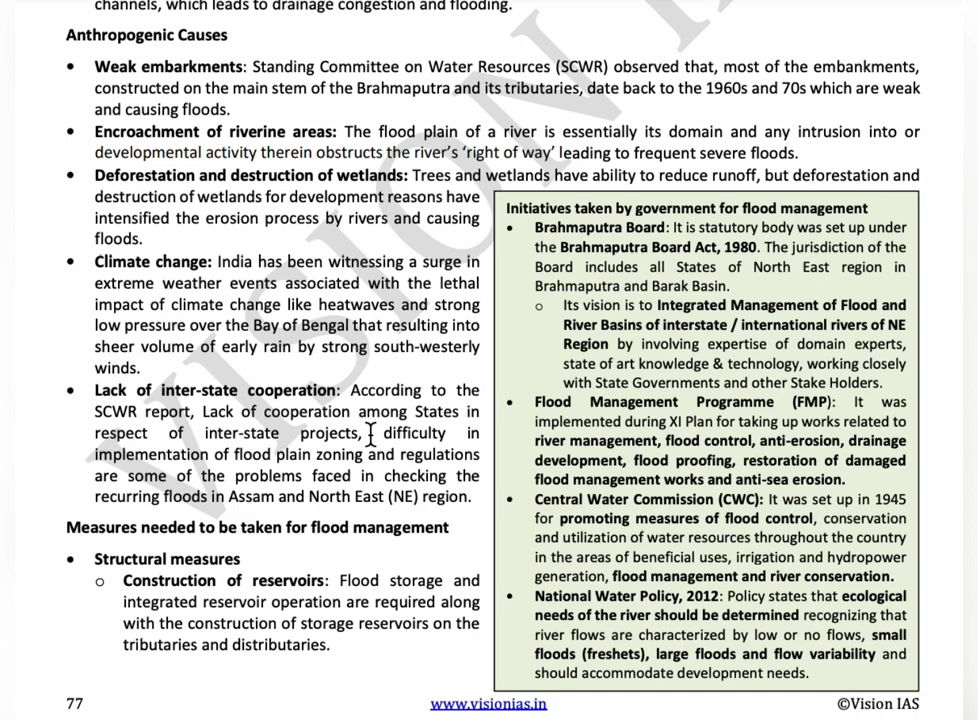 channels, which leads to drainage congestion and flooding.
Anthropogenic Causes
• Weak embarkments: Standing Committee on Water Resources (SCWR) observed that, most of the embankments,
constructed on the main stem of the Brahmaputra and its tributaries, date back to the 1960s and 70s which are weak
and causing floods.
• Encroachment of riverine areas: The flood plain of a river is essentially its domain and any intrusion into or
developmental activity therein obstructs the river's 'right of way' leading to frequent severe floods.
• Deforestation and destruction of wetlands: Trees and wetlands have ability to reduce runoff, but deforestation and
destruction of wetlands for development reasons have
intensified the erosion process by rivers and causing
floods.
• Climate change: India has been witnessing a surge in
extreme weather events associated with the lethal
impact of climate change like heatwaves and strong
low pressure over the Bay of Bengal that resulting into
sheer volume of early rain by strong south-westerly
winds.
• Lack of inter-state cooperation: According to the
SCWR report, Lack of cooperation among States in
respect of inter-state projects, difficulty in
implementation of flood plain zoning and regulations
are some of the problems faced in checking the
recurring floods in Assam and North East (NE) region.
Measures needed to be taken for flood management
• Structural measures
o Construction of reservoirs: Flood storage and
integrated reservoir operation are required along
with the construction of storage reservoirs on the
tributaries and distributaries.
Initiatives taken by government for flood management
• Brahmaputra Board: It is statutory body was set up under
the Brahmaputra Board Act, 1980. The jurisdiction of the
Board includes all States of North East region in
Brahmaputra and Barak Basin.
o Its vision is to Integrated Management of Flood and
River Basins of interstate / international rivers of NE
Region by involving expertise of domain experts,
state of art knowledge & technology, working closely
with State Governments and other Stake Holders.
• Flood Management Programme (FMP): It was
implemented during XI Plan for taking up works related to
river management, flood control, anti-erosion, drainage
development, flood proofing, restoration of damaged
flood management works and anti-sea erosion.
• Central Water Commission (CWC): It was set up in 1945
for promoting measures of flood control, conservation
and utilization of water resources throughout the country
in the areas of beneficial uses, irrigation and hydropower
generation, flood management and river conservation.
• National Water Policy, 2012: Policy states that ecological
needs of the river should be determined recognizing that
river flows are characterized by low or no flows, small
floods (freshets), large floods and flow variability and
should accommodate development needs.
77
www.visionias.in
©Vision IAS
VISION I